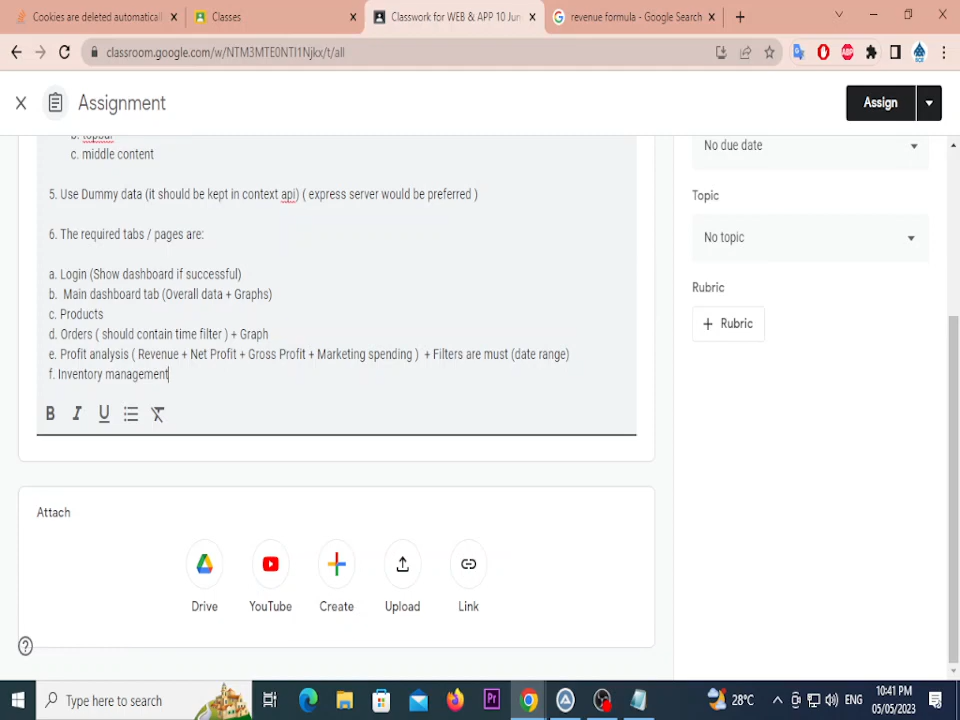 Cookies are deleted automatical
Classes
Classwork for WEB & APP 10 Jun
revenue formula - Google Search
classroom.google.com/w/NTM3MTE0NTI1Njkx/t/all
Assignment
Assign
b. topbar
c. middle content
5. Use Dummy data (it should be kept in context api) ( express server would be preferred )
6. The required tabs / pages are:
a. Login (Show dashboard if successful)
b. Main dashboard tab (Overall data + Graphs)
c. Products
d. Orders ( should contain time filter ) + Graph
e. Profit analysis ( Revenue + Net Profit + Gross Profit + Marketing spending ) + Filters are must (date range)
f. Inventory management
B I U
No due date
Topic
No topic
Rubric
+ Rubric
Attach
Drive
YouTube
Create
Upload
Link
Type here to search
28°C
ENG
10:41 PM
05/05/2023